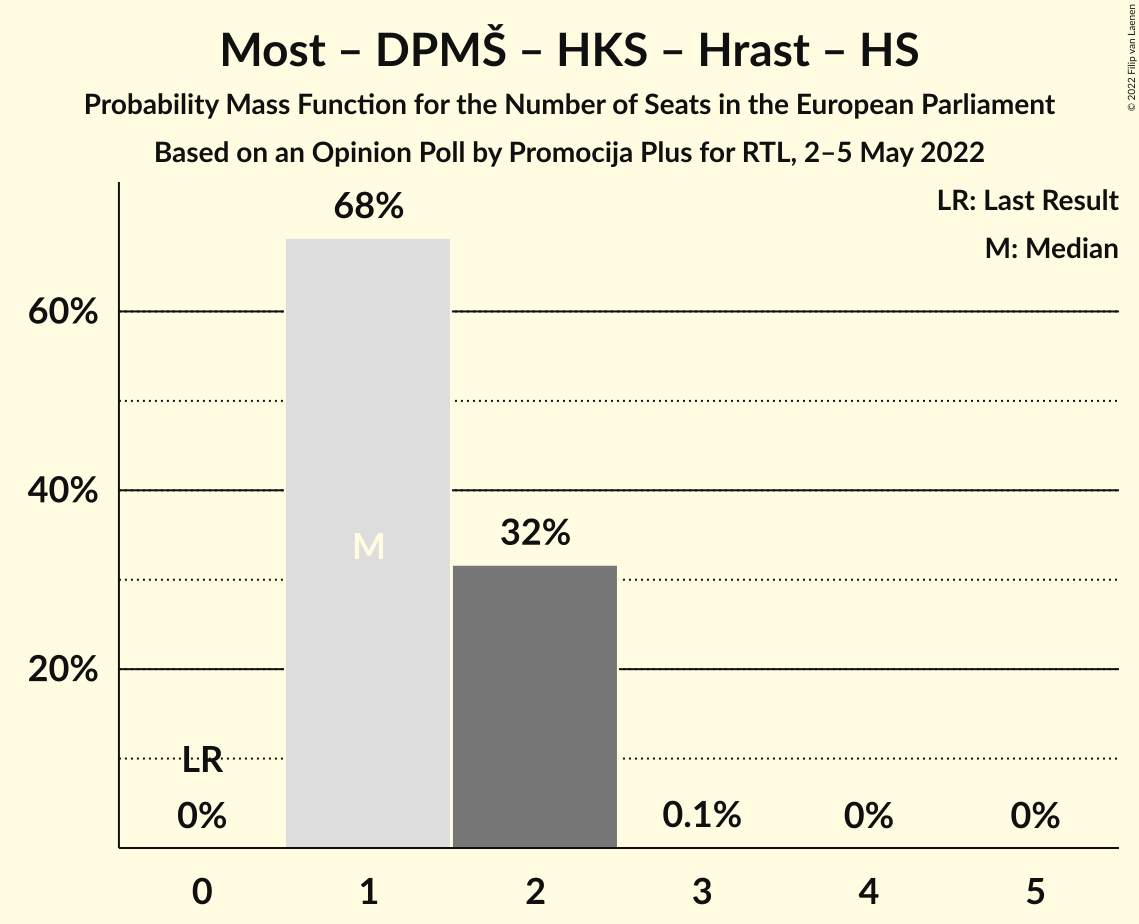 Most – DPMŠ – HKS – Hrast – HS
Probability Mass Function for the Number of Seats in the European Parliament
Based on an Opinion Poll by Promocija Plus for RTL, 2–5 May 2022
© 2022 Filip van Laenen
LR: Last Result
M: Median
68%
60%
40%
32%
M
20%
LR
0%
0.1%
0%
0%
0
1
2
3
4
5